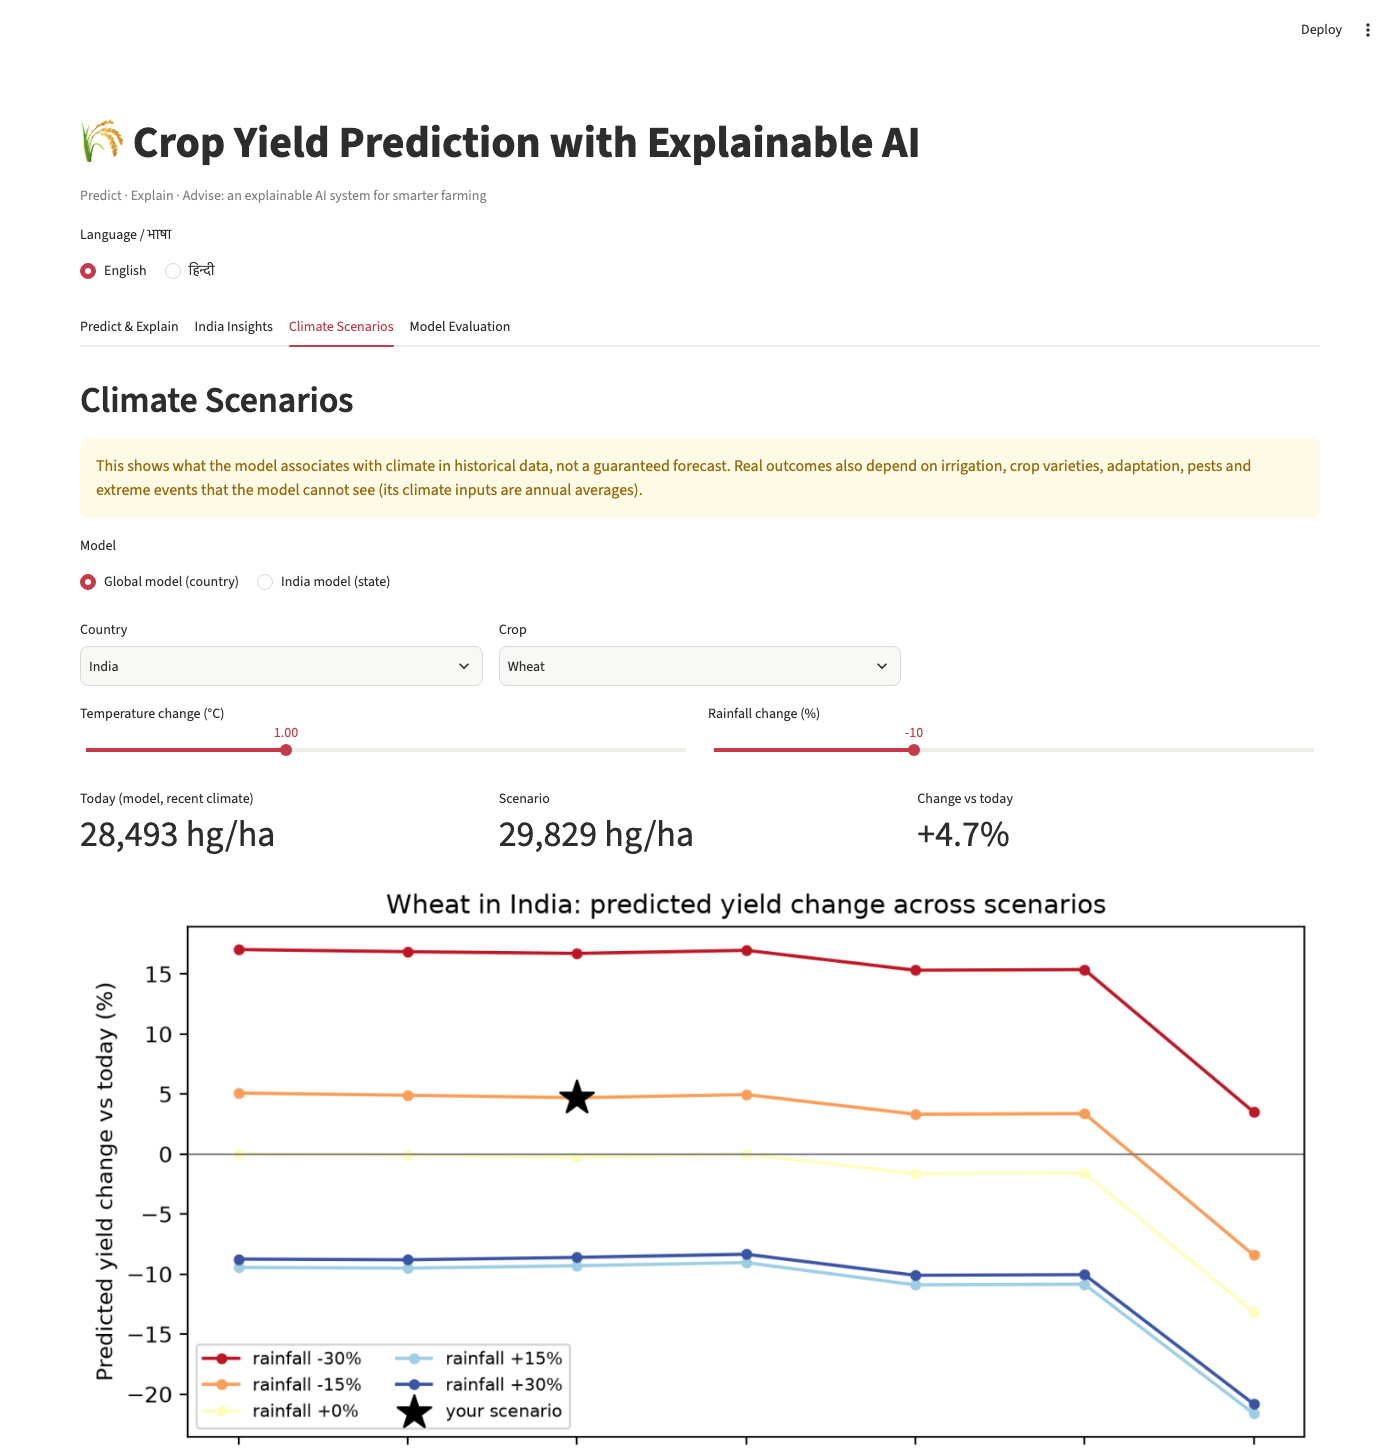 Deploy
Crop Yield Prediction with Explainable AI
Predict · Explain · Advise: an explainable AI system for smarter farming
Language / भाषा
English हिन्दी
Predict & Explain India Insights Climate Scenarios Model Evaluation
Climate Scenarios
This shows what the model associates with climate in historical data, not a guaranteed forecast. Real outcomes also depend on irrigation, crop varieties, adaptation, pests and
extreme events that the model cannot see (its climate inputs are annual averages).
Model
Global model (country) India model (state)
Country Crop
India Wheat
Temperature change (°C) Rainfall change (%)
1.00 -10
Today (model, recent climate) Scenario Change vs today
28,493 hg/ha 29,829 hg/ha +4.7%
Wheat in India: predicted yield change across scenarios
Predicted yield change vs today (%)
15
10
5
0
−5
−10
−15
−20
rainfall -30% rainfall +15%
rainfall -15% rainfall +30%
rainfall +0% your scenario